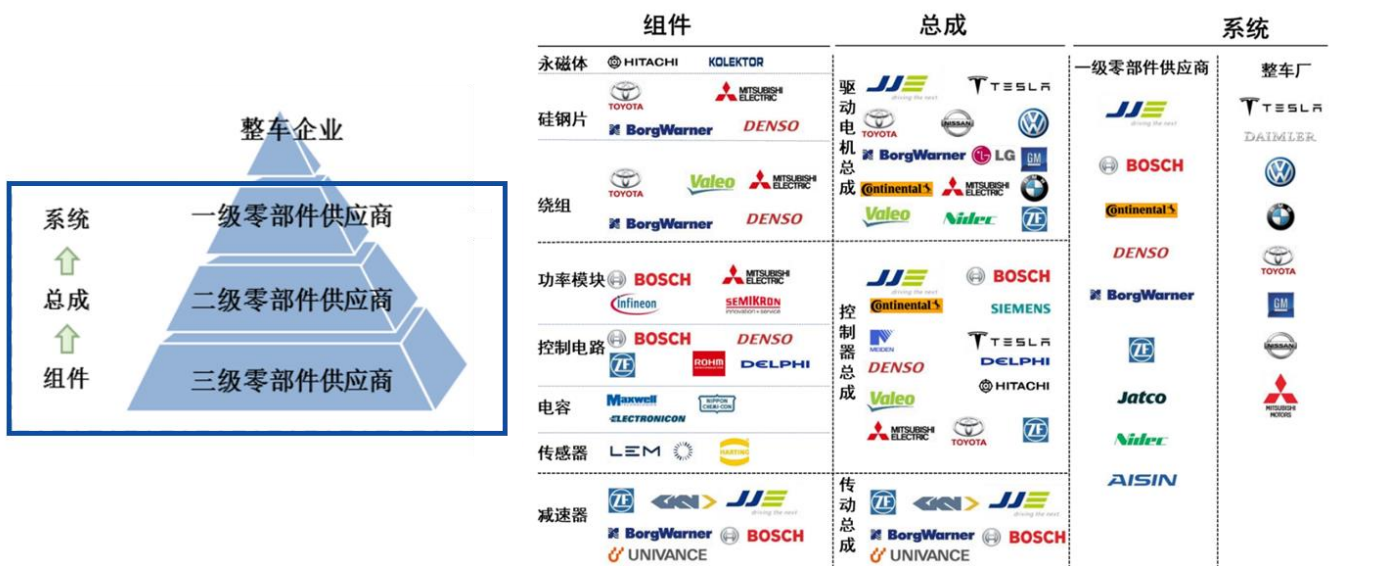 整车企业
系统
一级零部件供应商
总成
二级零部件供应商
组件
三级零部件供应商
组件
总成
系统
永磁体
HITACHI
KOLEKTOR
硅钢片
TOYOTA
MITSUBISHI ELECTRIC
BorgWarner
DENSO
绕组
TOYOTA
Valeo
MITSUBISHI ELECTRIC
BorgWarner
DENSO
功率模块
BOSCH
MITSUBISHI ELECTRIC
infineon
SEMIKRON
innovation + service
控制电路
BOSCH
DENSO
ZF
ROHM
DELPHI
电容
Maxwell
NIPPON CHEMI-CON
ELECTRONICON
传感器
LEM
HARTING
减速器
ZF
GKN
JJE
driving the next
BorgWarner
BOSCH
UNIVANCE
驱动电机总成
JJE
driving the next
TESLA
TOYOTA
NISSAN
BorgWarner
LG
GM
Continental
MITSUBISHI ELECTRIC
BMW
Valeo
Nidec
ZF
控制器总成
JJE
driving the next
BOSCH
Continental
SIEMENS
MEIDEN
TESLA
DENSO
DELPHI
HITACHI
Valeo
MITSUBISHI ELECTRIC
TOYOTA
ZF
传动总成
ZF
GKN
JJE
driving the next
BorgWarner
BOSCH
UNIVANCE
一级零部件供应商
JJE
driving the next
BOSCH
Continental
DENSO
BorgWarner
ZF
Jatco
Nidec
AISIN
整车厂
TESLA
DAIMLER
BMW
TOYOTA
GM
NISSAN
MITSUBISHI MOTORS